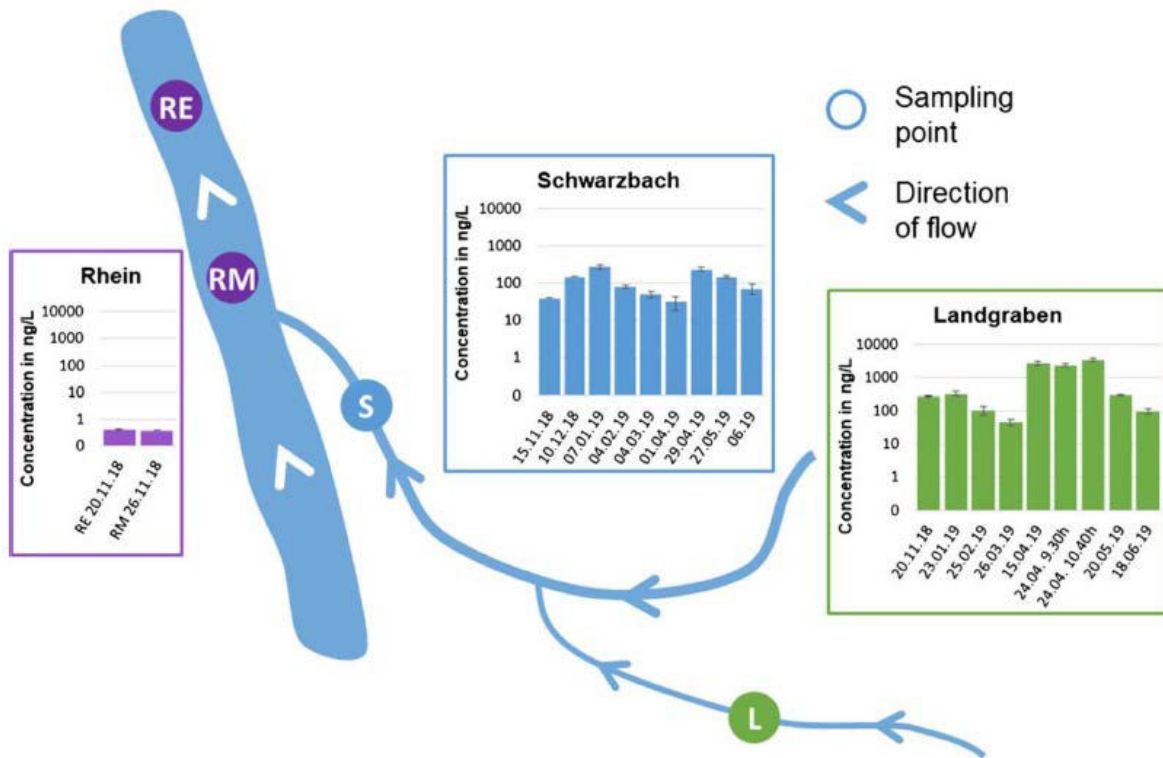 RE
RM
S
L
Sampling
point
Direction
of flow
Rhein
Concentration in ng/L
10000
1000
100
10
1
0
RE 20.11.18
RM 26.11.18
Schwarzbach
Concentration in ng/L
10000
1000
100
10
1
0
15.11.18
10.12.18
07.01.19
04.02.19
04.03.19
01.04.19
29.04.19
27.05.19
06.19
Landgraben
Concentration in ng/L
10000
1000
100
10
1
0
20.11.18
23.01.19
25.02.19
26.03.19
15.04.19
24.04. 9.30h
24.04. 10.40h
20.05.19
18.06.19